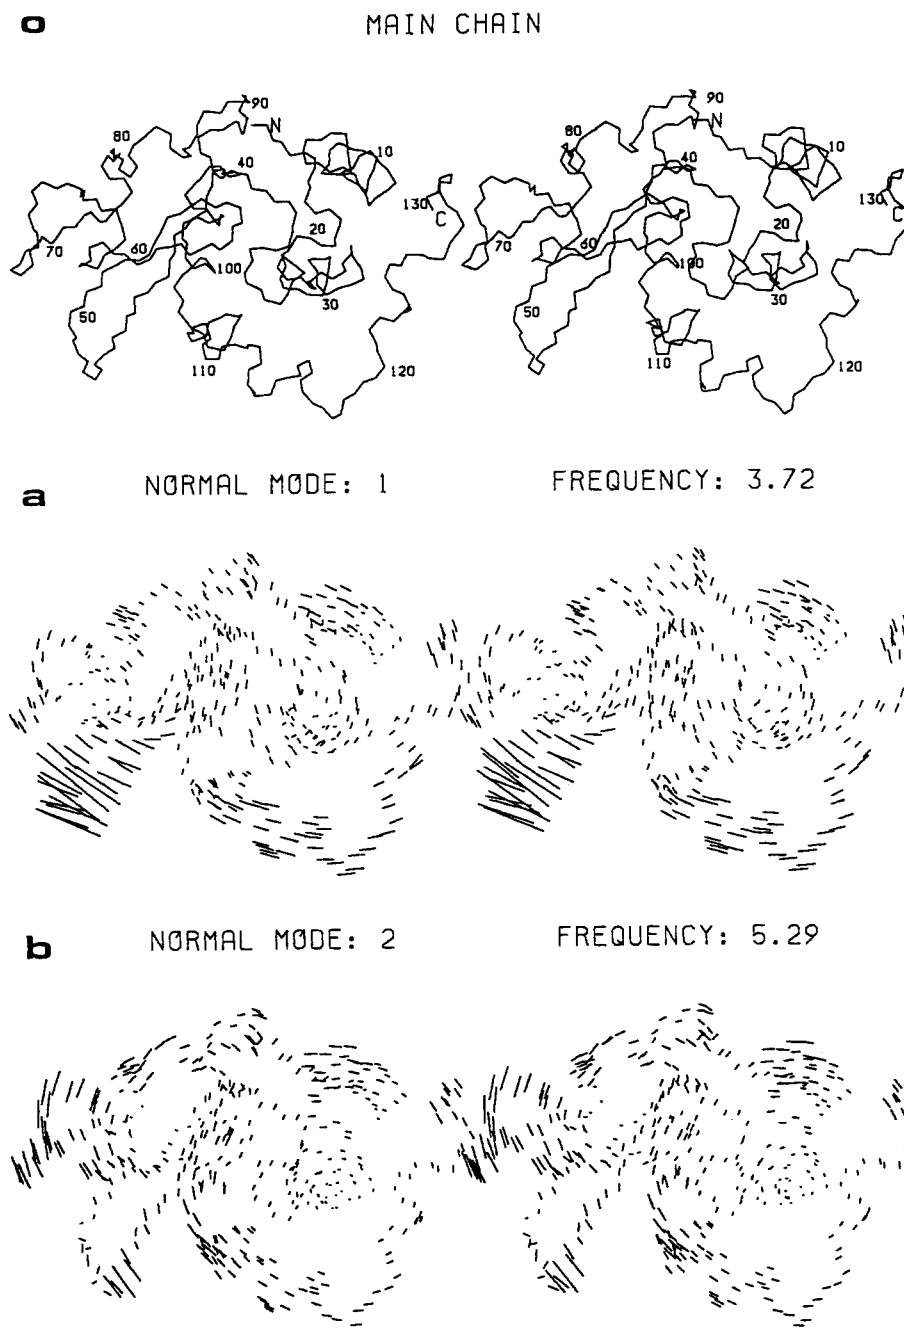 o MAIN CHAIN
90 N 90 N
80 10 80 10
40 40
130 C 130 C
20 20
70 60 70 60
100 100
30 30
50 50
110 120 110 120
a NORMAL MODE: 1 FREQUENCY: 3.72
b NORMAL MODE: 2 FREQUENCY: 5.29